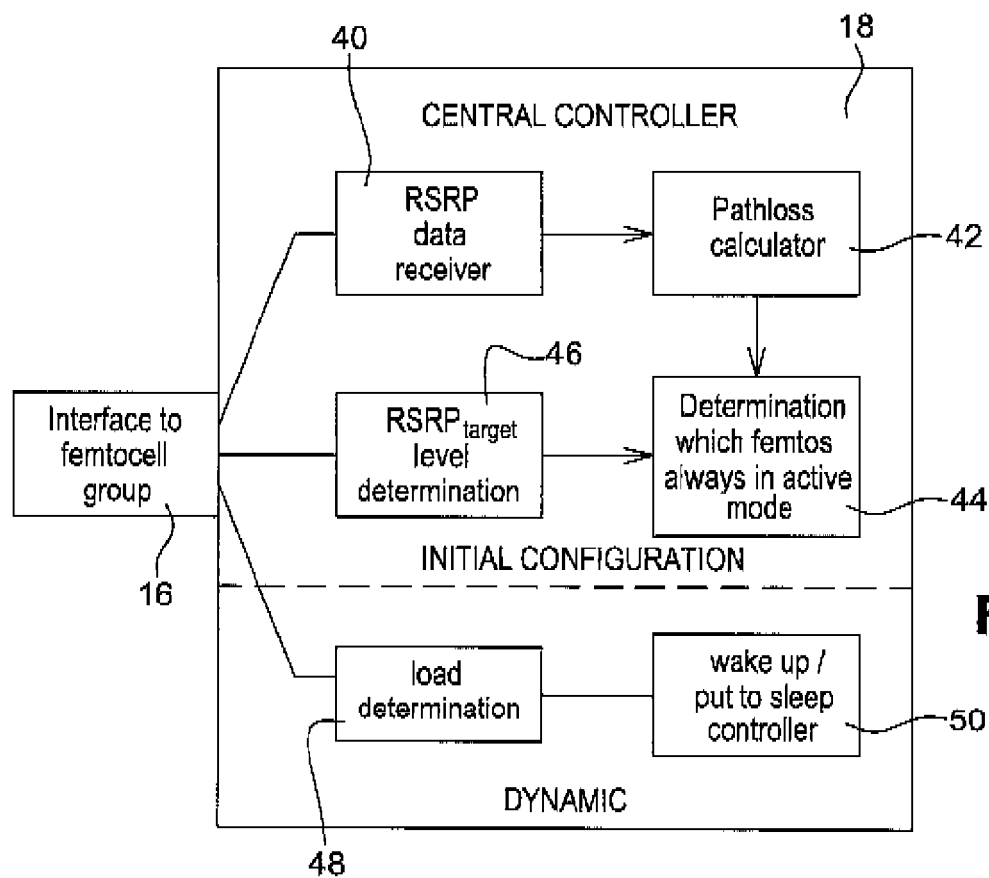 40
18
CENTRAL CONTROLLER
RSRP
data
receiver
Pathloss
calculator
42
46
Interface to
femtocell
group
RSRPtarget
level
determination
Determination
which femtos
always in active
mode
44
16
INITIAL CONFIGURATION
load
determination
wake up /
put to sleep
controller
50
DYNAMIC
48